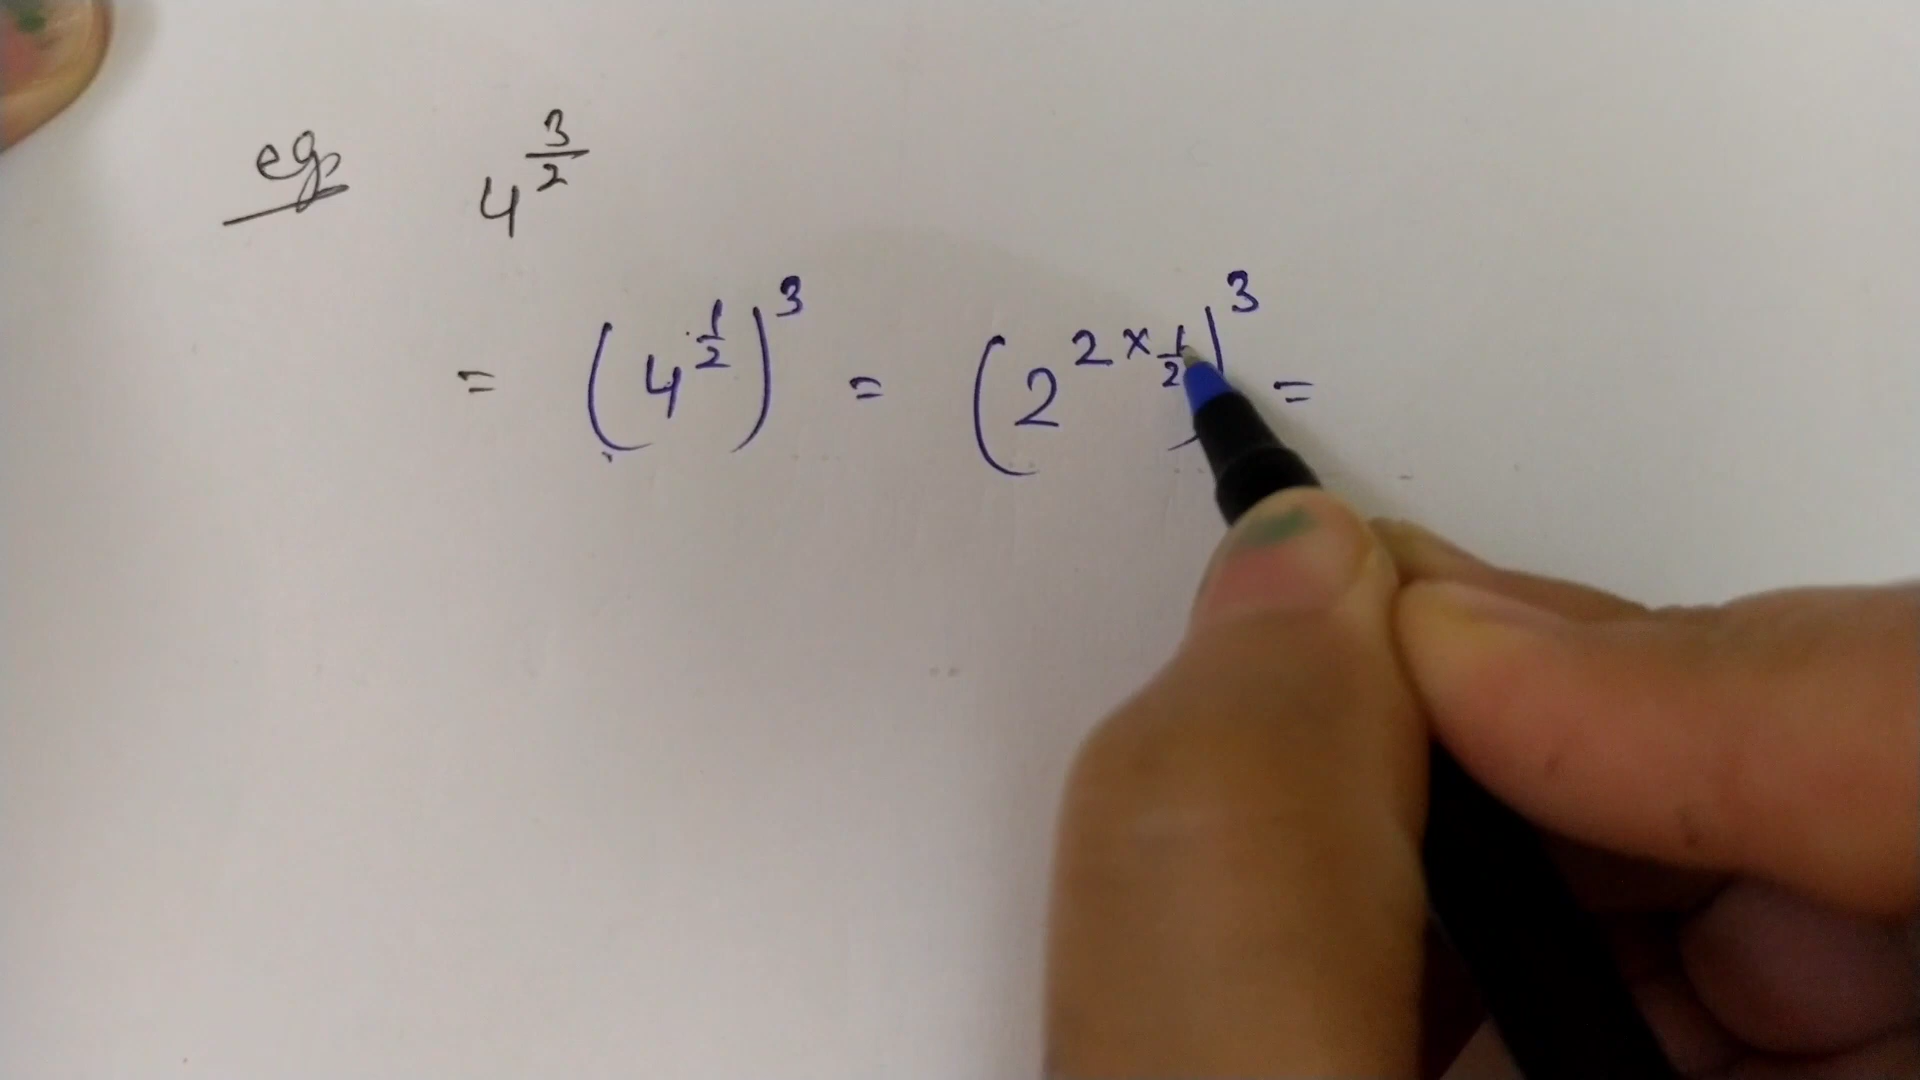 eg. 4^(3/2)
= (4^(1/2))^3 = (2^(2 × 1/2))^3 =